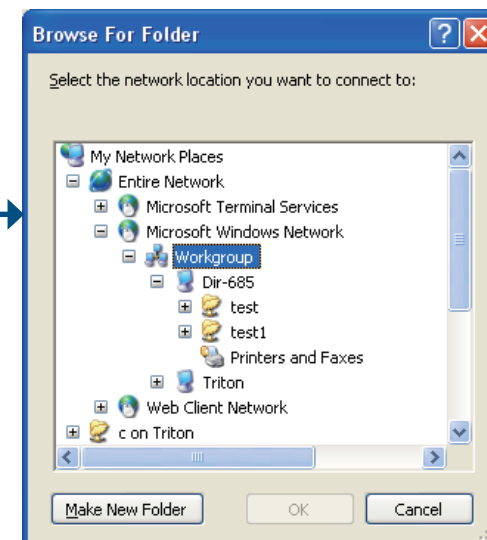 Browse For Folder
Select the network location you want to connect to:
My Network Places
Entire Network
Microsoft Terminal Services
Microsoft Windows Network
Workgroup
Dir-685
test
test1
Printers and Faxes
Triton
Web Client Network
c on Triton
Make New Folder OK Cancel